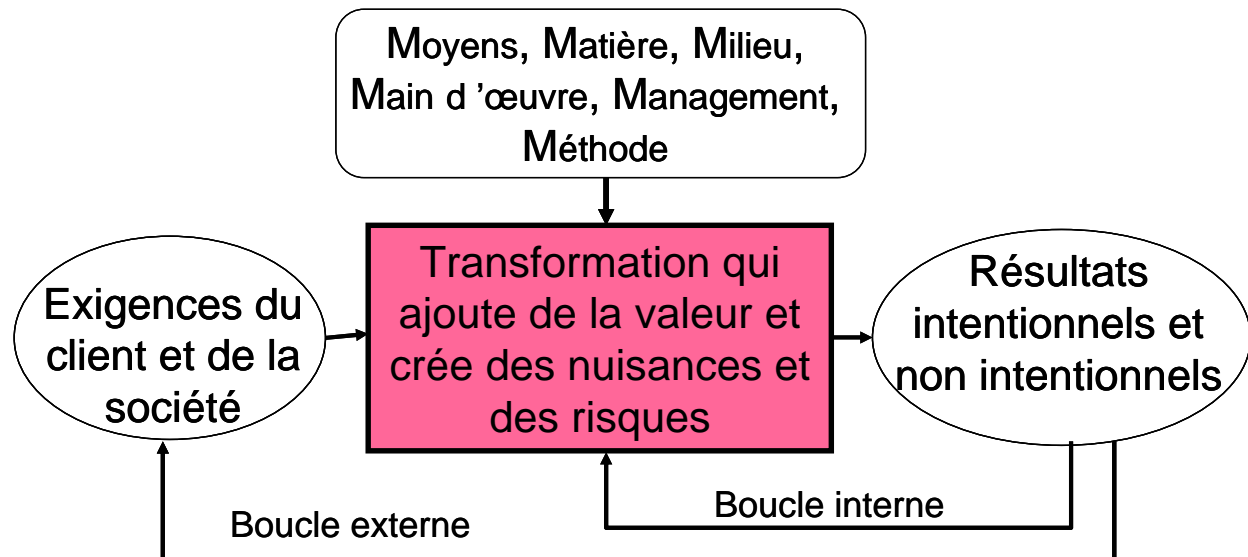 Moyens, Matière, Milieu,
Main d ’œuvre, Management,
Méthode
Exigences du
client et de la
société
Transformation qui
ajoute de la valeur et
crée des nuisances et
des risques
Résultats
intentionnels et
non intentionnels
Boucle interne
Boucle externe